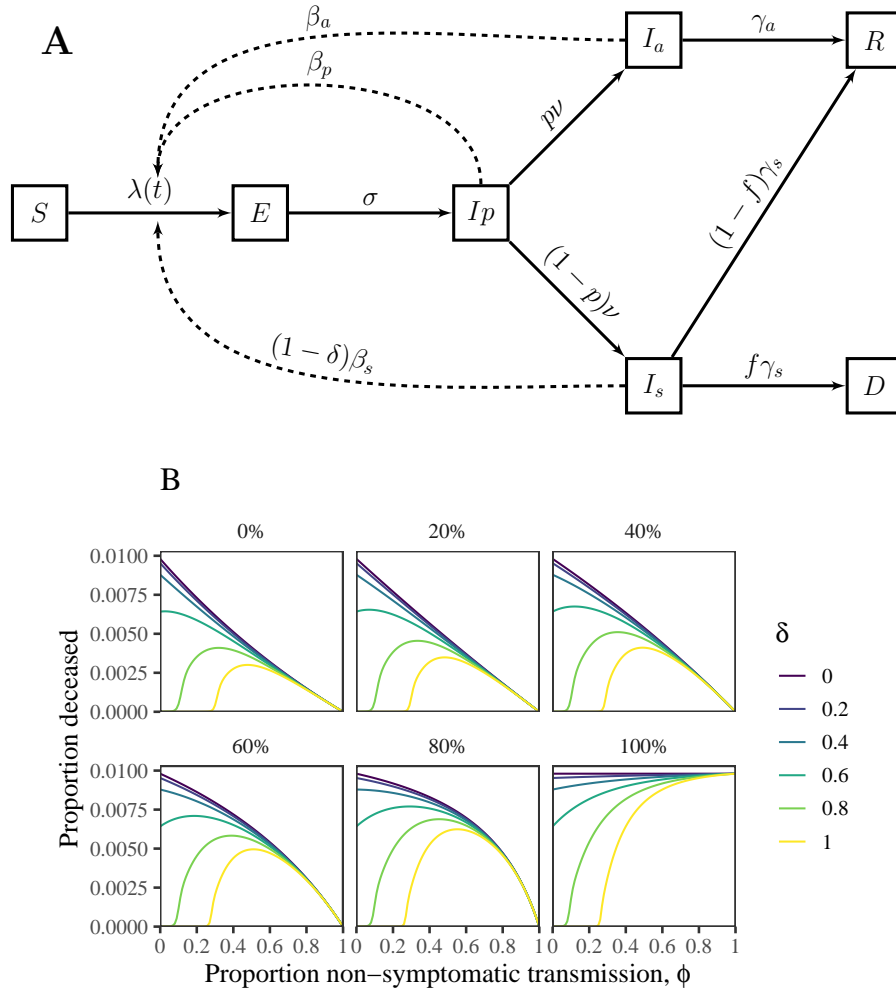 A
β_a
I_a
γ_a
R
β_p
pν
λ(t)
(1 − f)γ_s
S
E
σ
Ip
(1 − p)ν
(1 − δ)β_s
I_s
fγ_s
D
B
0% 20% 40%
0.0100
0.0075
0.0050
0.0025
0.0000
60% 80% 100%
0.0100
0.0075
0.0050
0.0025
0.0000
0 0.2 0.4 0.6 0.8 1 0 0.2 0.4 0.6 0.8 1 0 0.2 0.4 0.6 0.8 1
Proportion deceased
Proportion non−symptomatic transmission, ϕ
δ
0
0.2
0.4
0.6
0.8
1